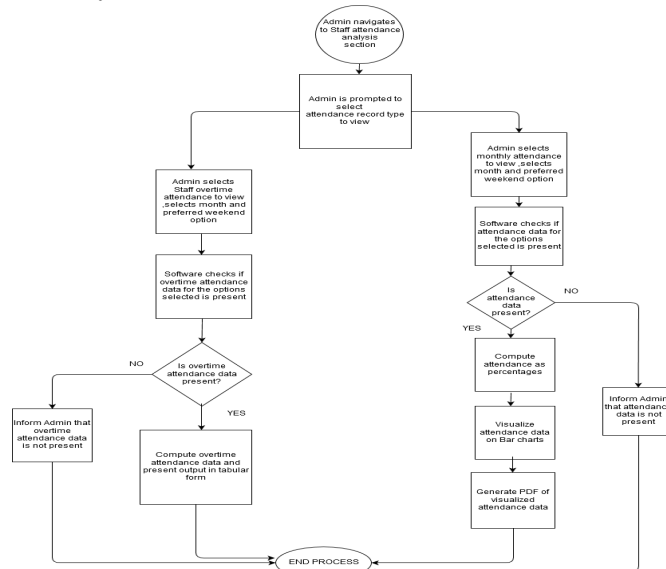 Admin navigates
to Staff attendance
analysis
section
Admin is prompted to
select
attendance record type
to view
Admin selects
Staff overtime
attendance to view
,selects month and
preferred weekend
option
Software checks if
overtime attendance
data for the options
selected is present
Is overtime
attendance data
present?
NO
YES
Inform Admin that
overtime
attendance data
is not present
Compute overtime
attendance data and
present output in tabular
form
Admin selects
monthly attendance
to view ,selects
month and preferred
weekend option
Software checks if
attendance data for
the options
selected is present
Is
attendance
data
present?
NO
YES
Compute
attendance as
percentages
Visualize
attendance data
on Bar charts
Generate PDF of
visualized
attendance data
Inform Admin
that attendance
data is not
present
END PROCESS